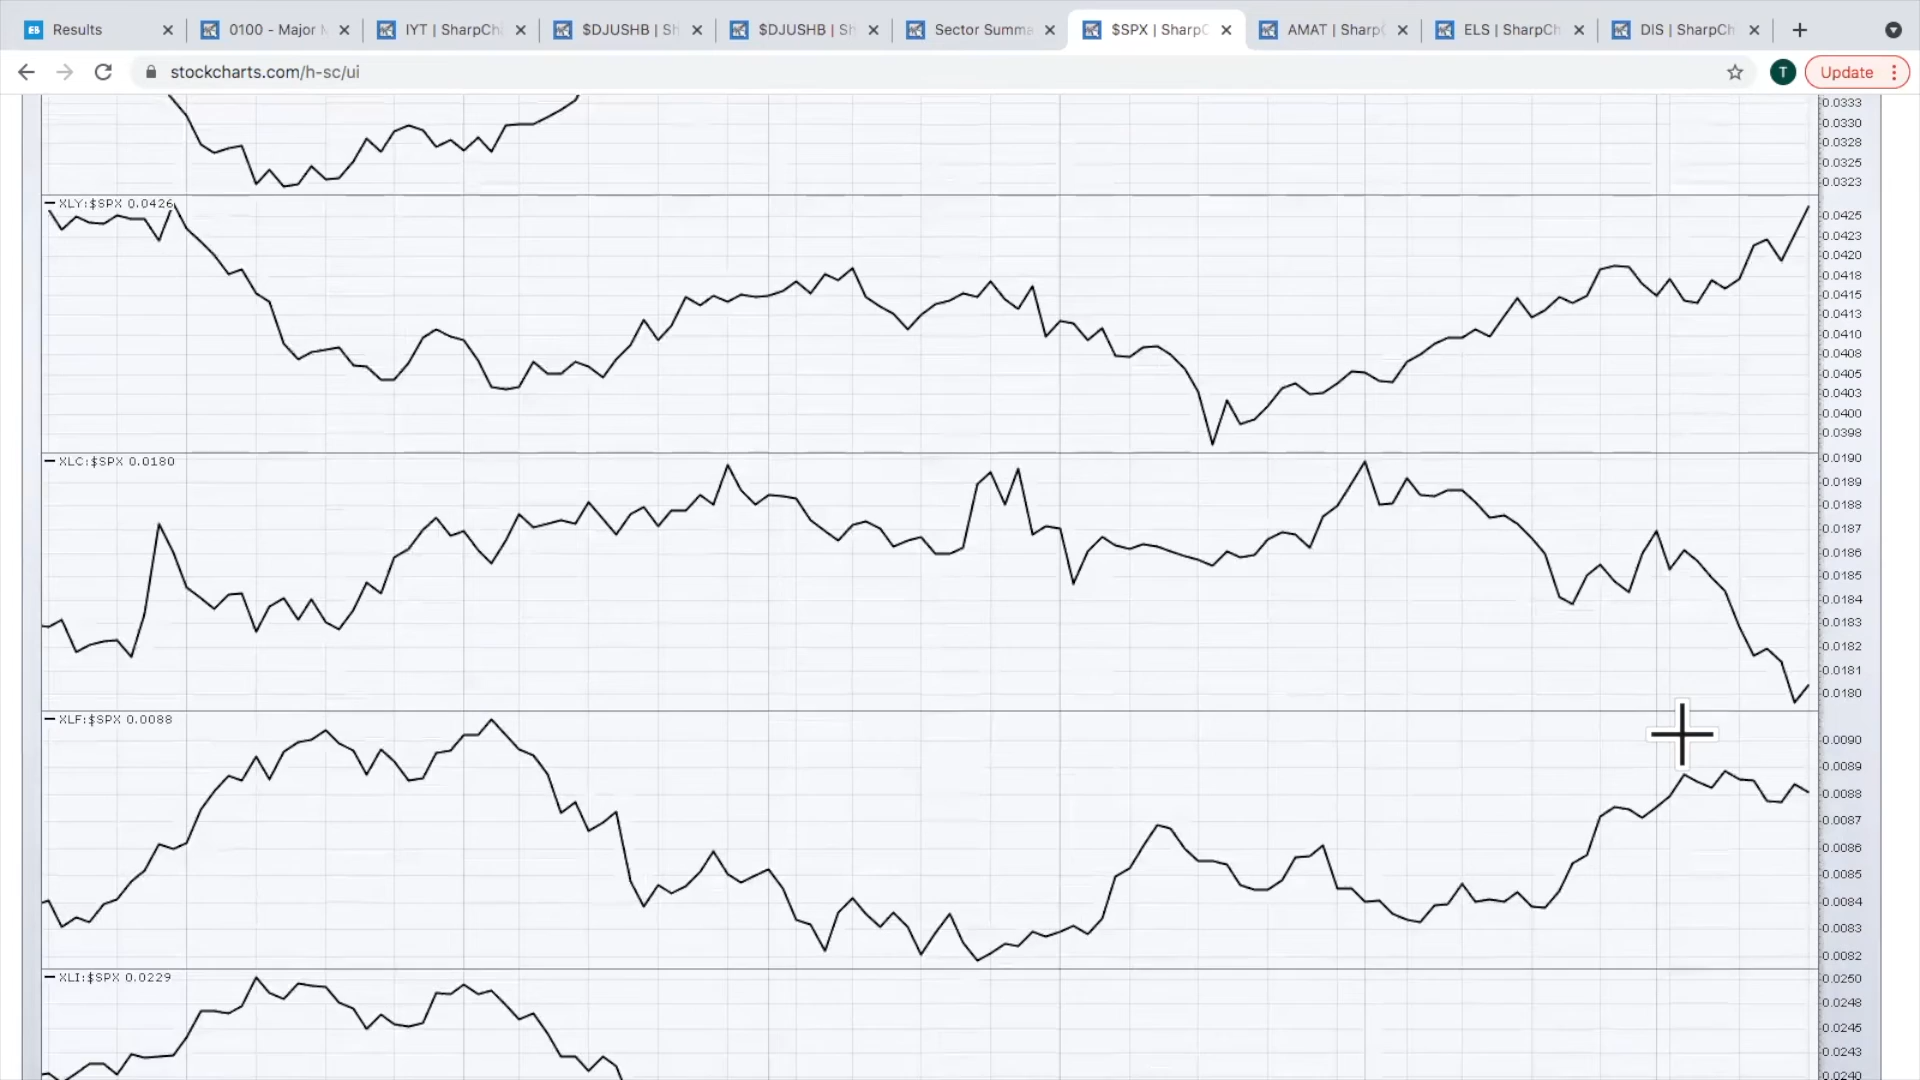 Results
0100 - Major M
IYT | SharpCh
$DJUSHB | Sh
$DJUSHB | Sh
Sector Summa
$SPX | SharpC
AMAT | SharpC
ELS | SharpCh
DIS | SharpCh
stockcharts.com/h-sc/ui
T
Update
0.0333
0.0330
0.0328
0.0325
0.0323
XLY:$SPX 0.0426
0.0425
0.0423
0.0420
0.0418
0.0415
0.0413
0.0410
0.0408
0.0405
0.0403
0.0400
0.0398
XLC:$SPX 0.0180
0.0190
0.0189
0.0188
0.0187
0.0186
0.0185
0.0184
0.0183
0.0182
0.0181
0.0180
XLF:$SPX 0.0088
0.0090
0.0089
0.0088
0.0087
0.0086
0.0085
0.0084
0.0083
0.0082
XLI:$SPX 0.0229
0.0250
0.0248
0.0245
0.0243
0.0240